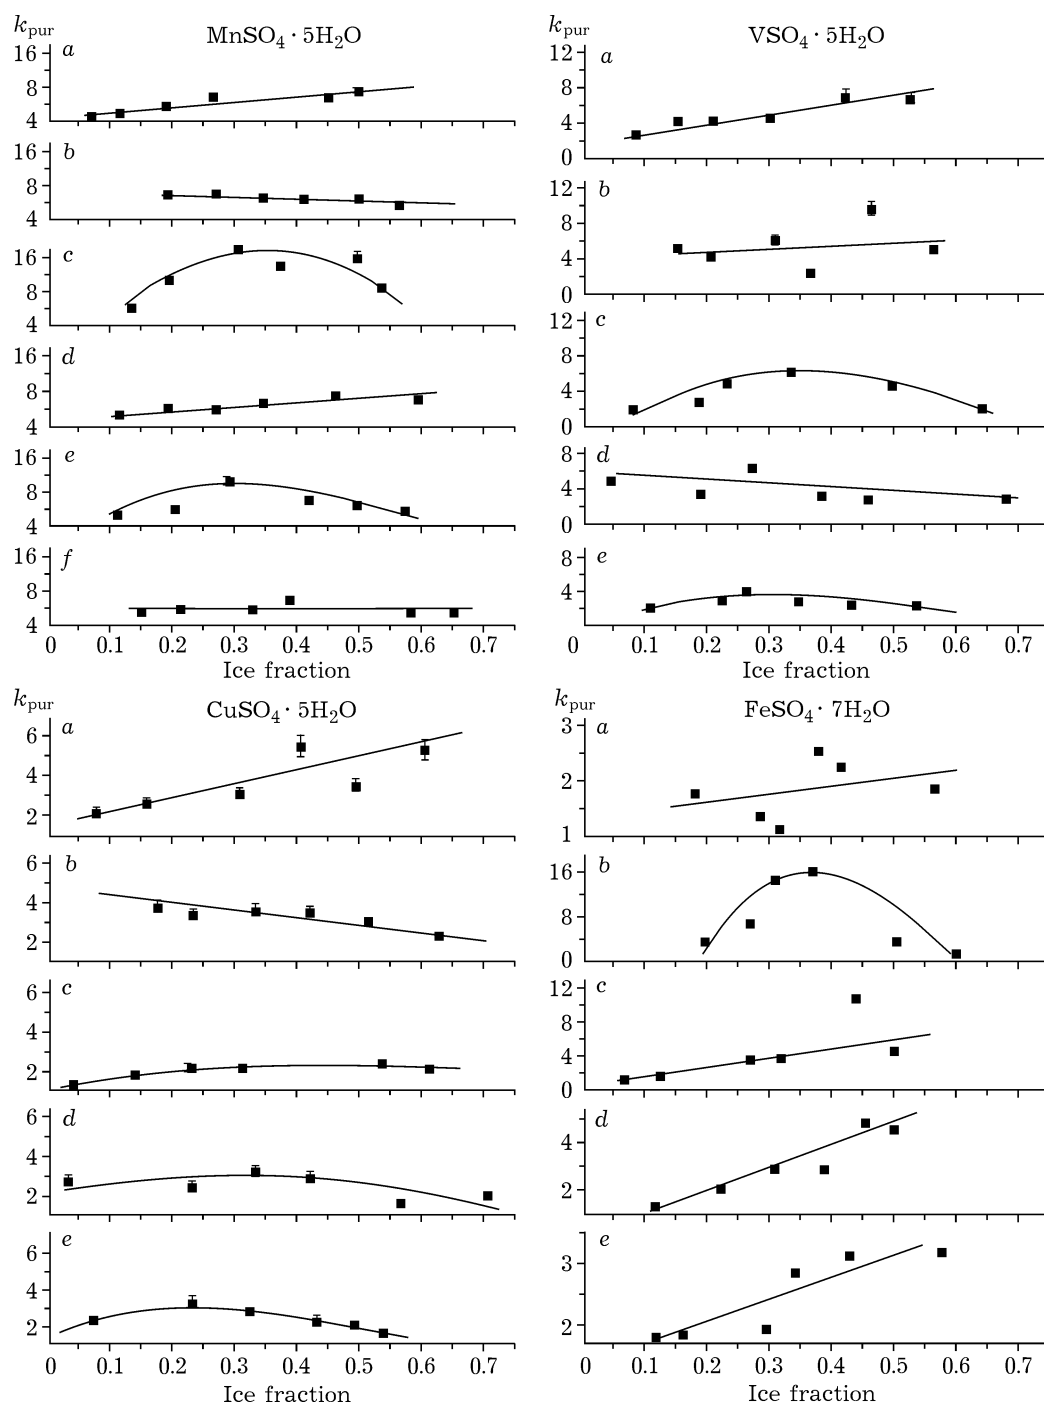 k_pur
MnSO₄ · 5H₂O
a
16
8
4
b
16
8
4
c
16
8
4
d
16
8
4
e
16
8
4
f
16
8
4
0 0.1 0.2 0.3 0.4 0.5 0.6 0.7
Ice fraction
k_pur
VSO₄ · 5H₂O
a
12
8
4
0
b
12
8
4
0
c
12
8
4
0
d
8
4
0
e
8
4
0 0.1 0.2 0.3 0.4 0.5 0.6 0.7
Ice fraction
k_pur
CuSO₄ · 5H₂O
a
6
4
2
b
6
4
2
c
6
4
2
d
6
4
2
e
6
4
2
0 0.1 0.2 0.3 0.4 0.5 0.6 0.7
Ice fraction
k_pur
FeSO₄ · 7H₂O
a
3
2
1
b
16
8
0
c
12
8
4
0
d
4
2
e
3
2
0 0.1 0.2 0.3 0.4 0.5 0.6
Ice fraction